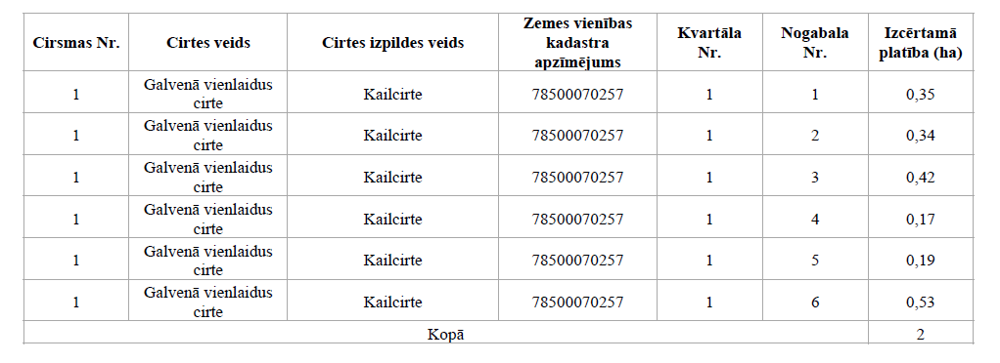 Cirsmas Nr. Cirtes veids Cirtes izpildes veids Zemes vienības kadastra apzīmējums Kvartāla Nr. Nogabala Nr. Izcērtamā platība (ha)
1 Galvenā vienlaidus cirte Kailcirte 78500070257 1 1 0,35
1 Galvenā vienlaidus cirte Kailcirte 78500070257 1 2 0,34
1 Galvenā vienlaidus cirte Kailcirte 78500070257 1 3 0,42
1 Galvenā vienlaidus cirte Kailcirte 78500070257 1 4 0,17
1 Galvenā vienlaidus cirte Kailcirte 78500070257 1 5 0,19
1 Galvenā vienlaidus cirte Kailcirte 78500070257 1 6 0,53
Kopā 2